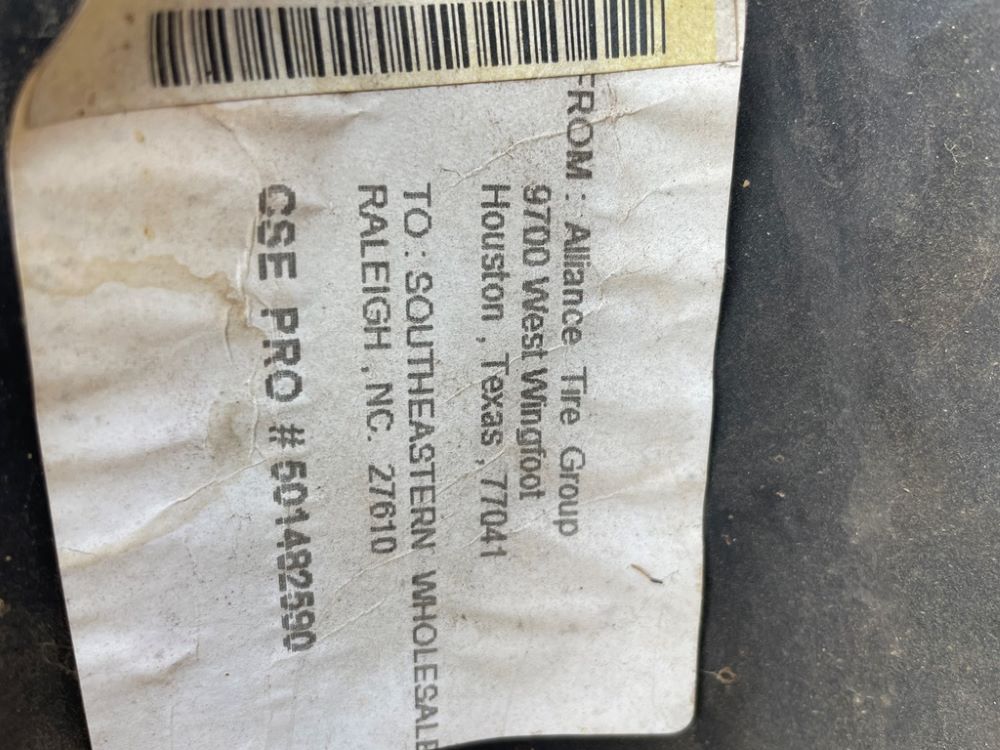 FROM : Alliance Tire Group
9700 West Wingfoot
Houston , Texas , 77041
TO : SOUTHEASTERN WHOLESALE
RALEIGH , NC. 27610
CSE PRO # 501482590